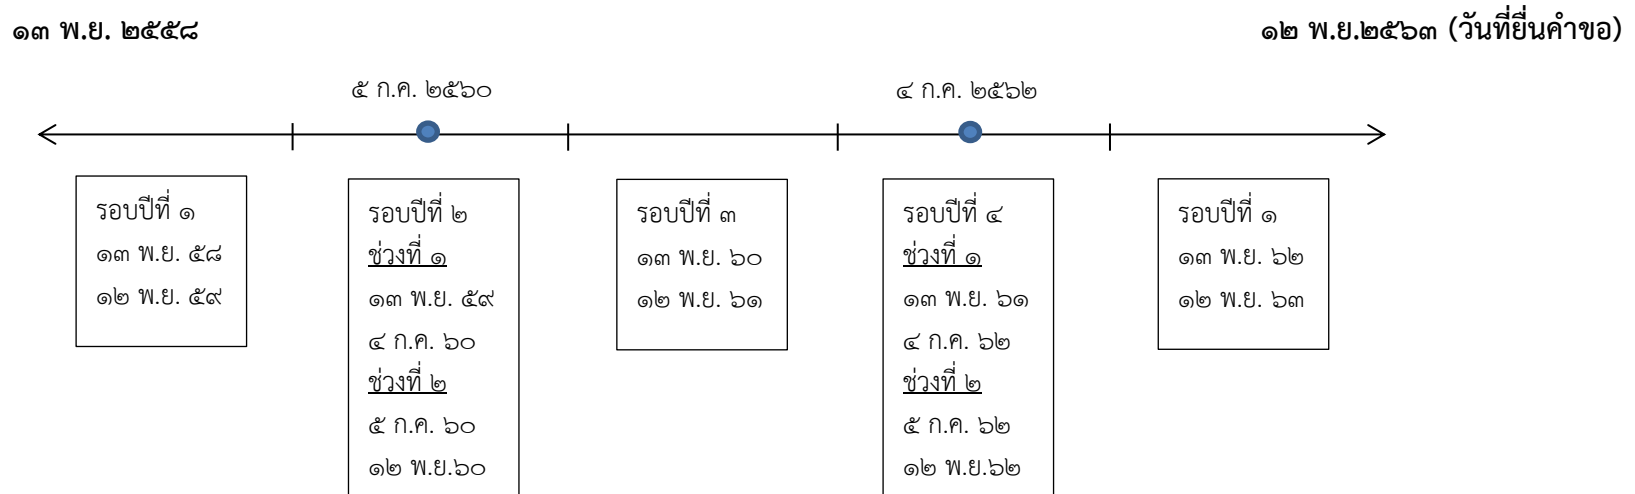 ๑๓ พ.ย. ๒๕๕๘
๑๒ พ.ย.๒๕๖๓ (วันที่ยื่นคำขอ)
๕ ก.ค. ๒๕๖๐
๔ ก.ค. ๒๕๖๒
รอบปีที่ ๑
๑๓ พ.ย. ๕๘
๑๒ พ.ย. ๕๙
รอบปีที่ ๒
ช่วงที่ ๑
๑๓ พ.ย. ๕๙
๔ ก.ค. ๖๐
ช่วงที่ ๒
๕ ก.ค. ๖๐
๑๒ พ.ย.๖๐
รอบปีที่ ๓
๑๓ พ.ย. ๖๐
๑๒ พ.ย. ๖๑
รอบปีที่ ๔
ช่วงที่ ๑
๑๓ พ.ย. ๖๑
๔ ก.ค. ๖๒
ช่วงที่ ๒
๕ ก.ค. ๖๒
๑๒ พ.ย.๖๒
รอบปีที่ ๑
๑๓ พ.ย. ๖๒
๑๒ พ.ย. ๖๓